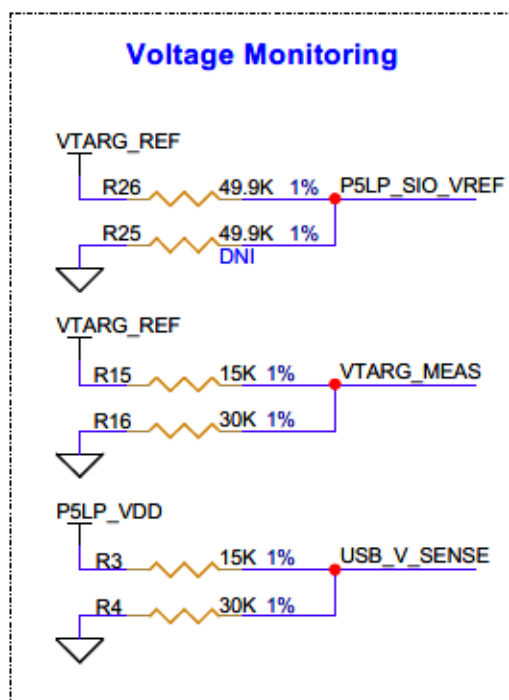 Voltage Monitoring
VTARG_REF
R26 49.9K 1% P5LP_SIO_VREF
R25 49.9K 1%
DNI
VTARG_REF
R15 15K 1% VTARG_MEAS
R16 30K 1%
P5LP_VDD
R3 15K 1% USB_V_SENSE
R4 30K 1%